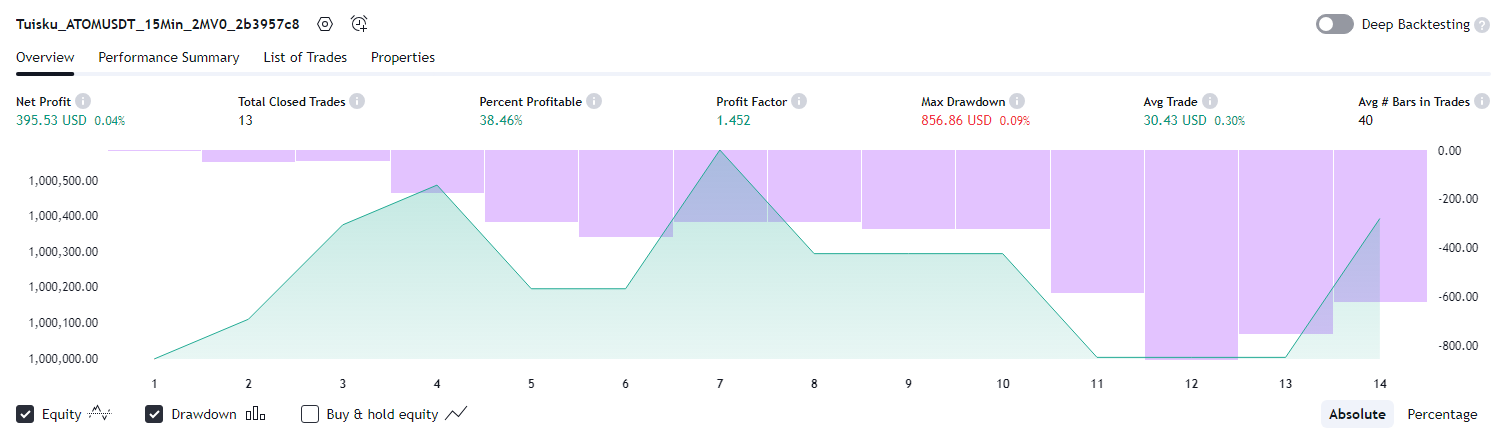 Tuisku_ATOMUSDT_15Min_2MV0_2b3957c8 Deep Backtesting ?
Overview Performance Summary List of Trades Properties
Net Profit Total Closed Trades Percent Profitable Profit Factor Max Drawdown Avg Trade Avg # Bars in Trades
395.53 USD 0.04% 13 38.46% 1.452 856.86 USD 0.09% 30.43 USD 0.30% 40
0.00
1,000,500.00 -200.00
1,000,400.00
1,000,300.00 -400.00
1,000,200.00 -600.00
1,000,100.00
1,000,000.00 -800.00
1 2 3 4 5 6 7 8 9 10 11 12 13 14
Equity Drawdown Buy & hold equity Absolute Percentage